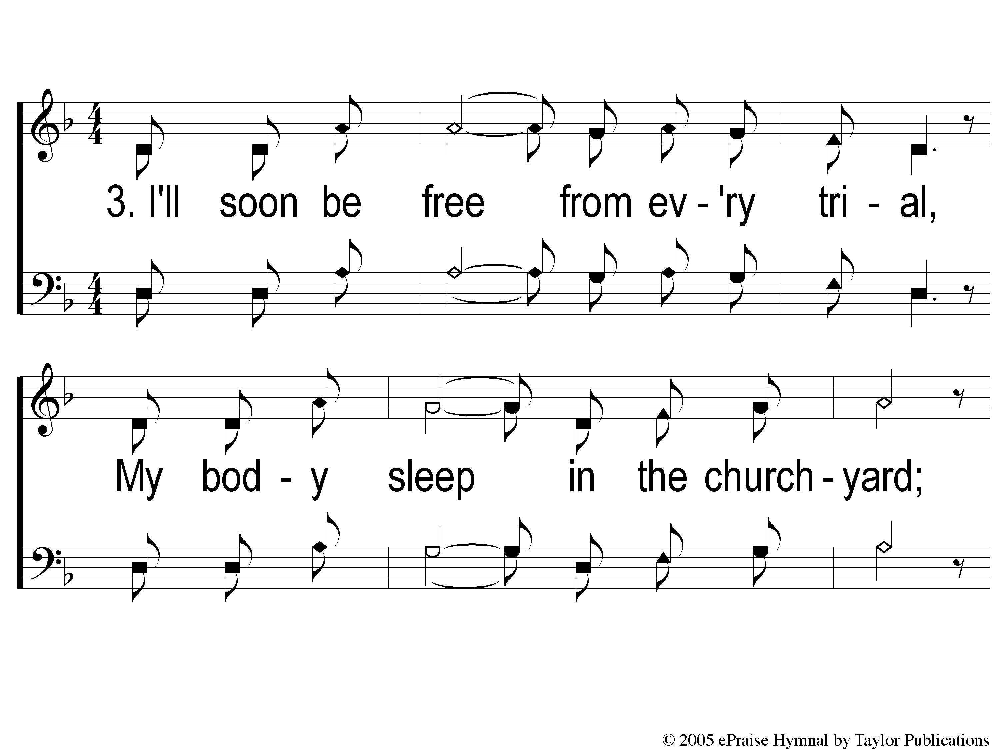 3. I'll soon be free from ev - 'ry tri - al,
My bod - y sleep in the church - yard;
© 2005 ePraise Hymnal by Taylor Publications